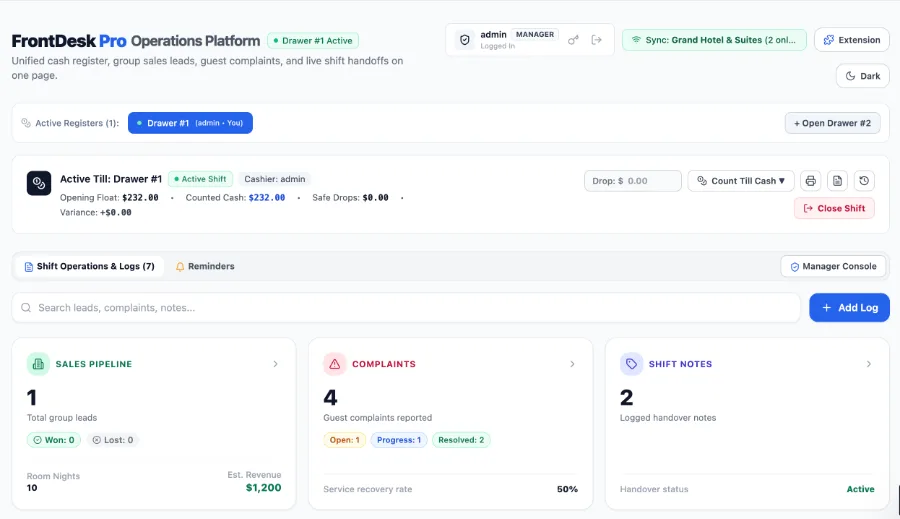 FrontDesk Pro Operations Platform Drawer #1 Active
Unified cash register, group sales leads, guest complaints, and live shift handoffs on
one page.
admin MANAGER
Logged In
Sync: Grand Hotel & Suites (2 onl...
Extension
Dark
Active Registers (1): Drawer #1 (admin • You)
+ Open Drawer #2
Active Till: Drawer #1 Active Shift Cashier: admin
Opening Float: $232.00 • Counted Cash: $232.00 • Safe Drops: $0.00 •
Variance: +$0.00
Drop: $ 0.00
Count Till Cash ▼
Close Shift
Shift Operations & Logs (7) Reminders
Manager Console
Search leads, complaints, notes...
+ Add Log
SALES PIPELINE
1
Total group leads
Won: 0 Lost: 0
Room Nights Est. Revenue
10 $1,200
COMPLAINTS
4
Guest complaints reported
Open: 1 Progress: 1 Resolved: 2
Service recovery rate 50%
SHIFT NOTES
2
Logged handover notes
Handover status Active